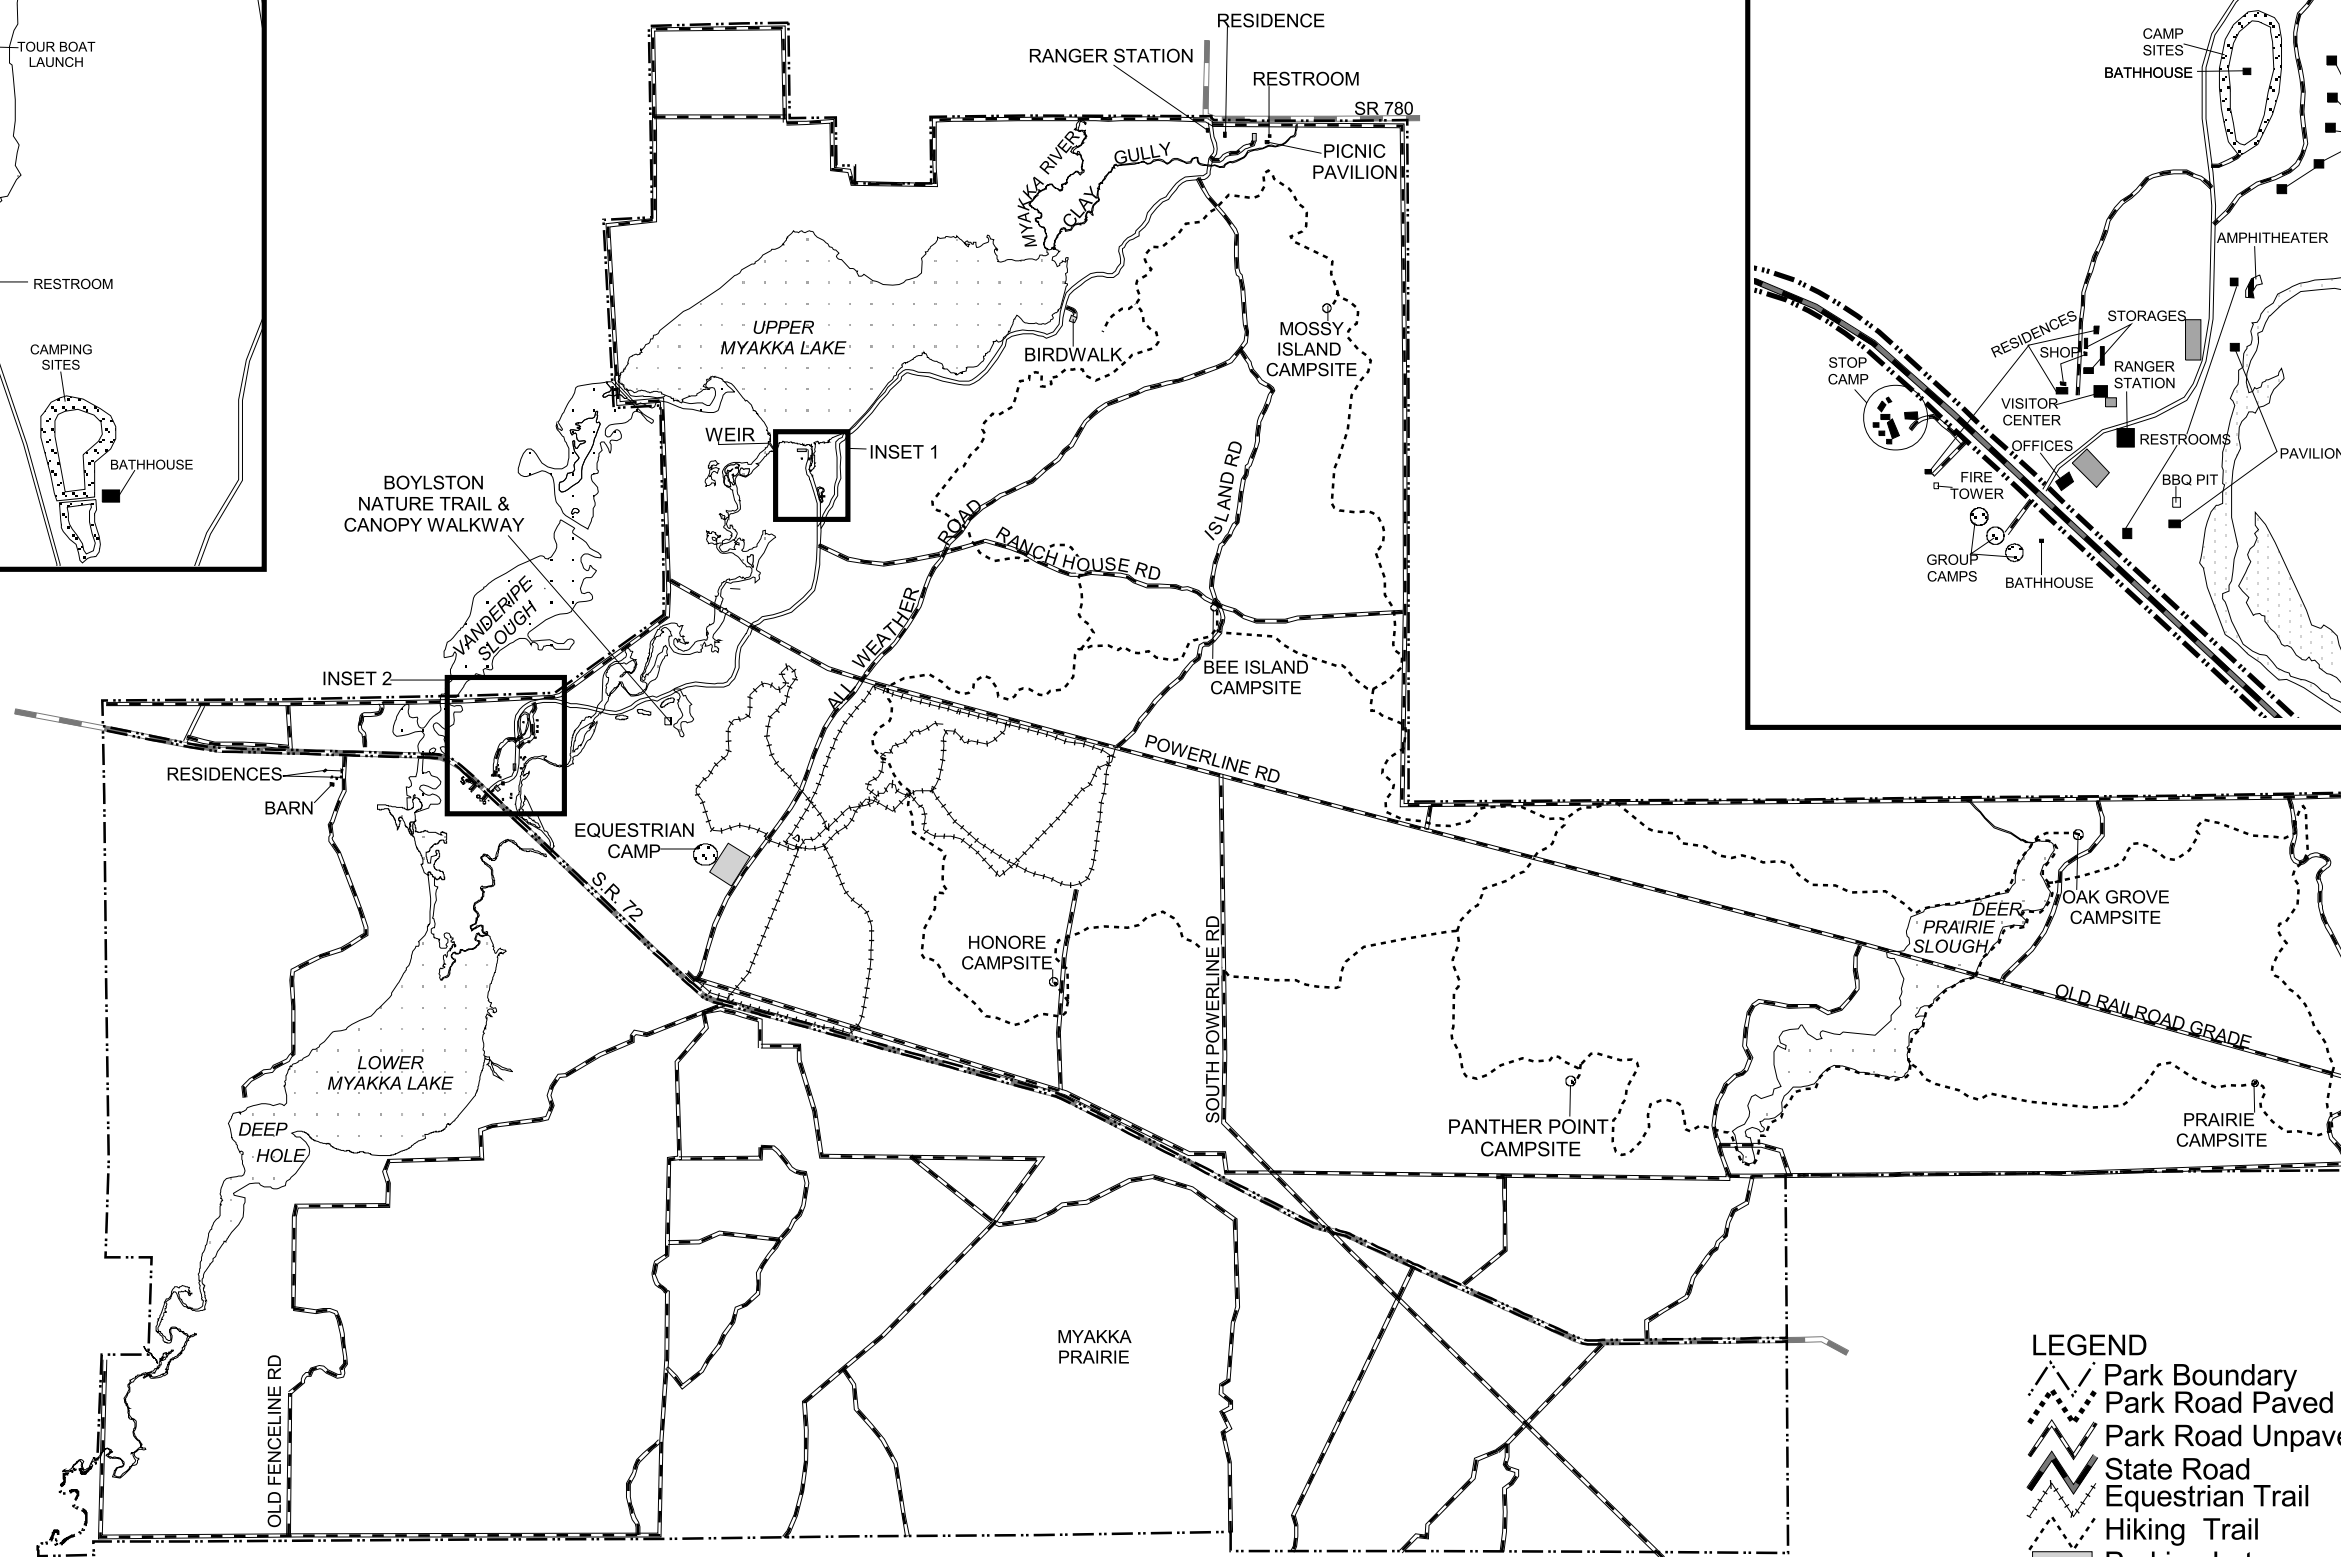 TOUR BOAT
LAUNCH
RESTROOM
CAMPING
SITES
BATHHOUSE
RESIDENCE
RANGER STATION
RESTROOM
SR 780
PICNIC
PAVILION
MYAKKA RIVER
CLAY GULLY
UPPER
MYAKKA LAKE
BIRDWALK
MOSSY
ISLAND
CAMPSITE
WEIR
INSET 1
BOYLSTON
NATURE TRAIL &
CANOPY WALKWAY
ALL WEATHER ROAD
RANCH HOUSE RD
ISLAND RD
VANDERIPE
SLOUGH
BEE ISLAND
CAMPSITE
INSET 2
POWERLINE RD
RESIDENCES
BARN
EQUESTRIAN
CAMP
S.R. 72
HONORE
CAMPSITE
SOUTH POWERLINE RD
DEER
PRAIRIE
SLOUGH
OAK GROVE
CAMPSITE
OLD RAILROAD GRADE
LOWER
MYAKKA LAKE
DEEP
HOLE
PANTHER POINT
CAMPSITE
PRAIRIE
CAMPSITE
MYAKKA
PRAIRIE
OLD FENCELINE RD
CAMP
SITES
BATHHOUSE
AMPHITHEATER
RESIDENCES
STORAGES
SHOP
STOP
CAMP
RANGER
STATION
VISITOR
CENTER
OFFICES
RESTROOMS
PAVILION
FIRE
TOWER
BBQ PIT
GROUP
CAMPS
BATHHOUSE
LEGEND
Park Boundary
Park Road Paved
Park Road Unpave
State Road
Equestrian Trail
Hiking Trail